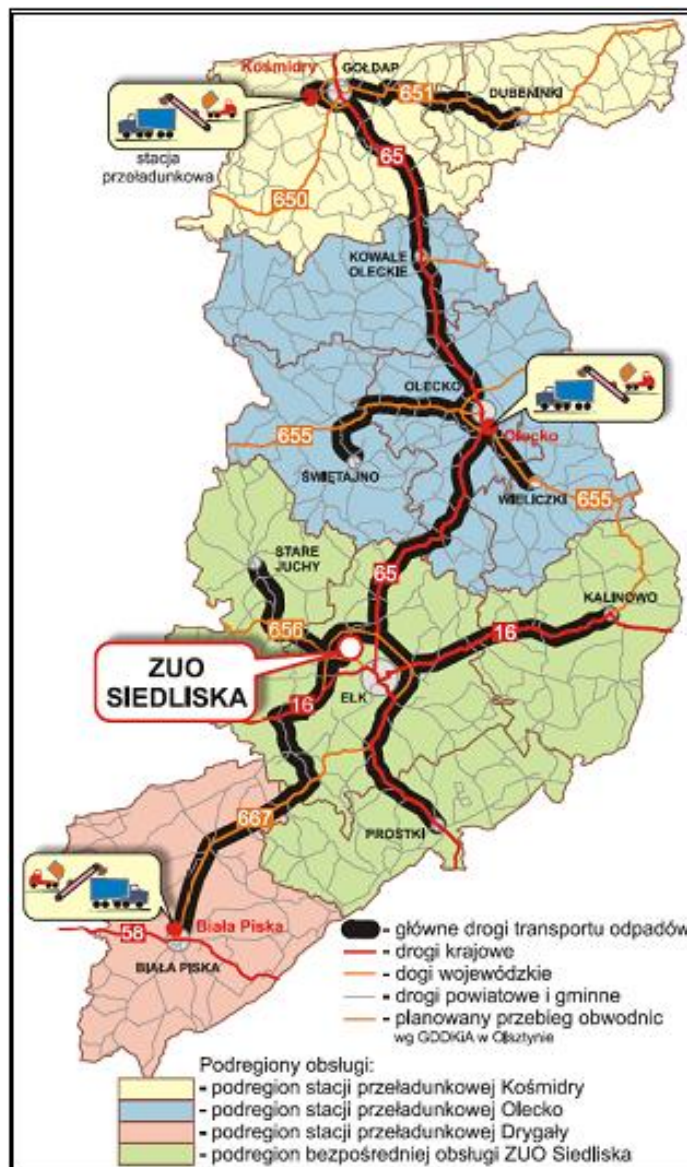 Kośmidry
GOŁDAP
651
DUBENINKI
stacja
przeładunkowa
65
650
KOWALE
OLECKIE
OLECKO
Olecko
655
ŚWIĘTAJNO
WIELICZKI
655
STARE
JUCHY
65
KALINOWO
656
16
ZUO
SIEDLISKA
EŁK
16
667
PROSTKI
Biała Piska
58
BIAŁA PISKA
- główne drogi transportu odpadów
- drogi krajowe
- dogi wojewódzkie
- drogi powiatowe i gminne
- planowany przebieg obwodnic
wg GDDKiA w Olsztynie
Podregiony obsługi:
- podregion stacji przeładunkowej Kośmidry
- podregion stacji przeładunkowej Olecko
- podregion stacji przeładunkowej Drygały
- podregion bezpośredniej obsługi ZUO Siedliska